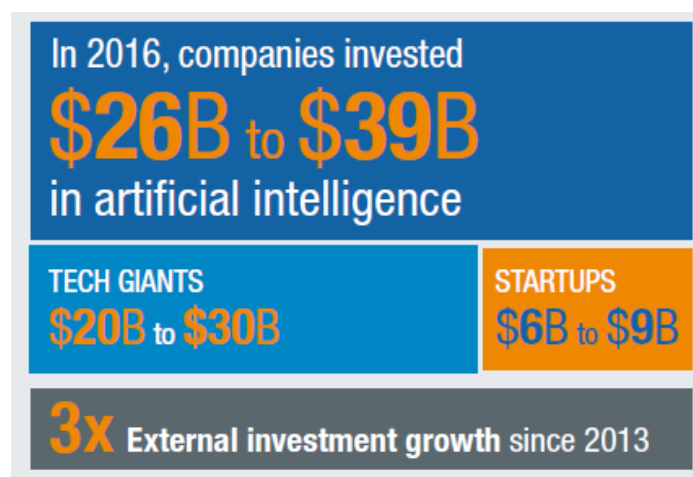 In 2016, companies invested
$26B to $39B
in artificial intelligence
TECH GIANTS
$20B to $30B
STARTUPS
$6B to $9B
3x External investment growth since 2013